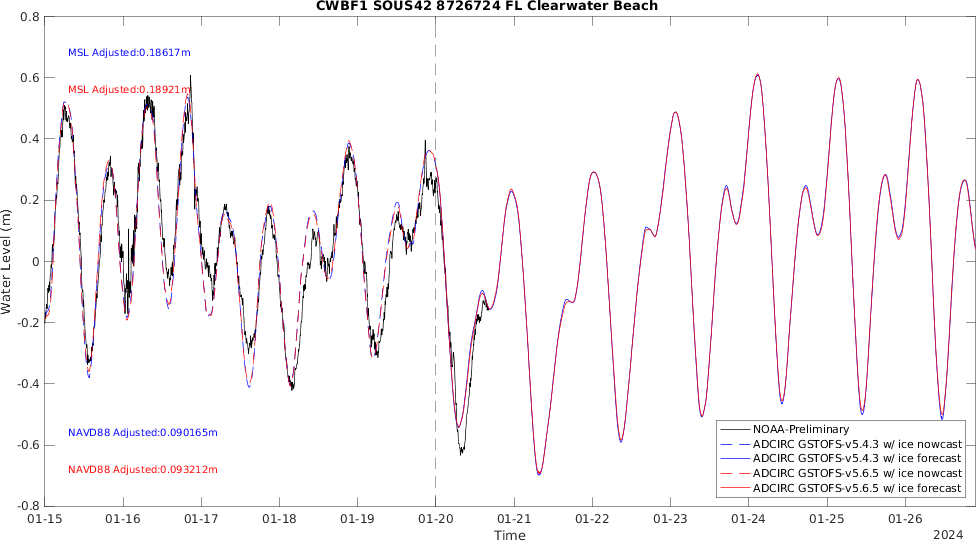 CWBF1 SOUS42 8726724 FL Clearwater Beach
0.8
0.6
0.4
0.2
0
-0.2
-0.4
-0.6
-0.8
Water Level (m)
MSL Adjusted:0.18617m
MSL Adjusted:0.18921m
NAVD88 Adjusted:0.090165m
NAVD88 Adjusted:0.093212m
NOAA-Preliminary
ADCIRC GSTOFS-v5.4.3 w/ ice nowcast
ADCIRC GSTOFS-v5.4.3 w/ ice forecast
ADCIRC GSTOFS-v5.6.5 w/ ice nowcast
ADCIRC GSTOFS-v5.6.5 w/ ice forecast
01-15 01-16 01-17 01-18 01-19 01-20 01-21 01-22 01-23 01-24 01-25 01-26
Time
2024